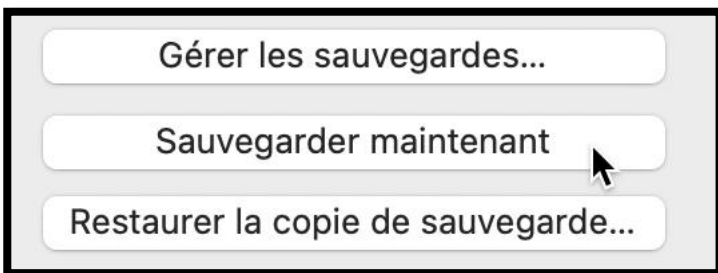 Gérer les sauvegardes...
Sauvegarder maintenant
Restaurer la copie de sauvegarde...